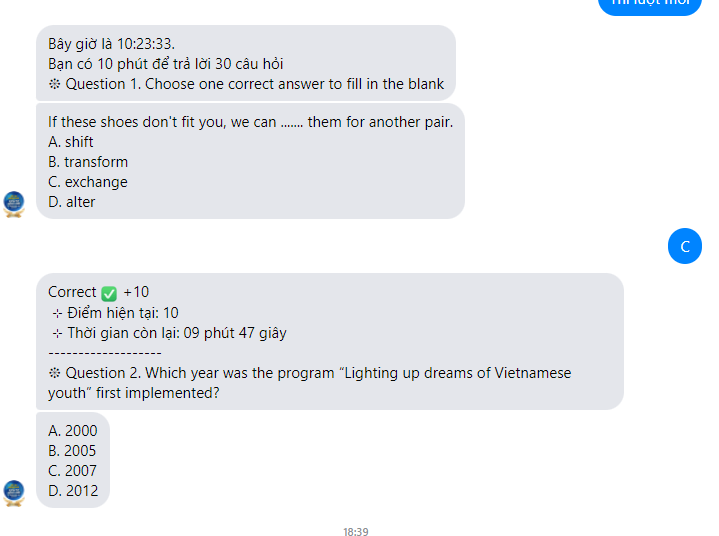 Thi lượt mới
Bây giờ là 10:23:33.
Bạn có 10 phút để trả lời 30 câu hỏi
፨ Question 1. Choose one correct answer to fill in the blank
If these shoes don't fit you, we can ....... them for another pair.
A. shift
B. transform
C. exchange
D. alter
C
Correct ✅ +10
⊹ Điểm hiện tại: 10
⊹ Thời gian còn lại: 09 phút 47 giây
-------------------
፨ Question 2. Which year was the program “Lighting up dreams of Vietnamese
youth” first implemented?
A. 2000
B. 2005
C. 2007
D. 2012
18:39